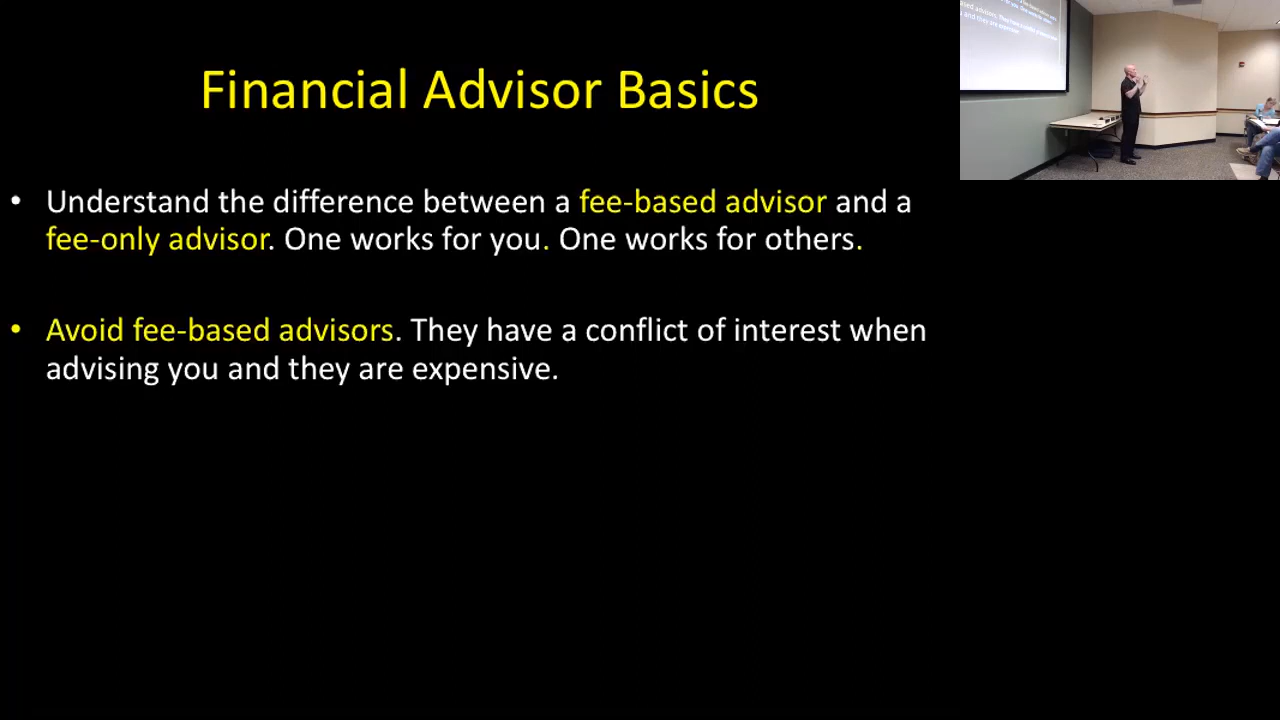 Financial Advisor Basics
• Understand the difference between a fee-based advisor and a
fee-only advisor. One works for you. One works for others.
• Avoid fee-based advisors. They have a conflict of interest when
advising you and they are expensive.